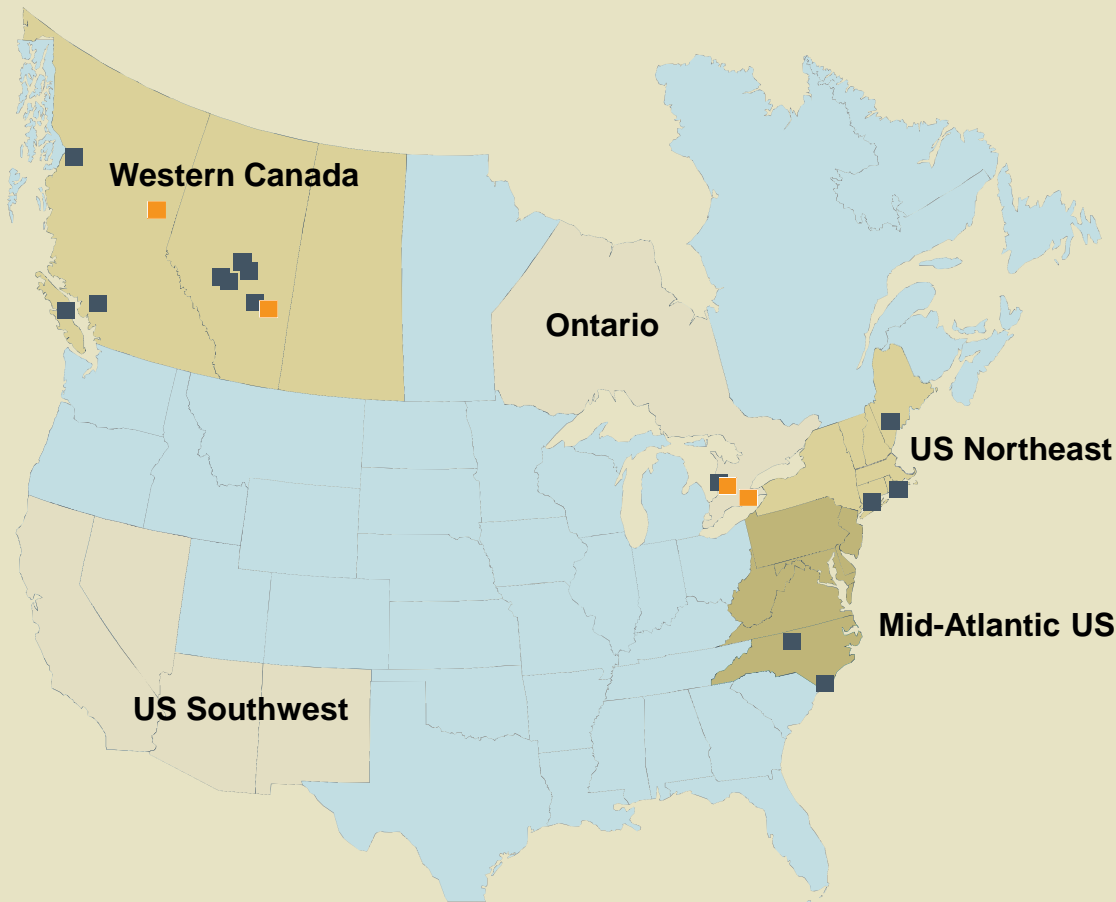 Western Canada
Ontario
US Northeast
Mid-Atlantic US
US Southwest